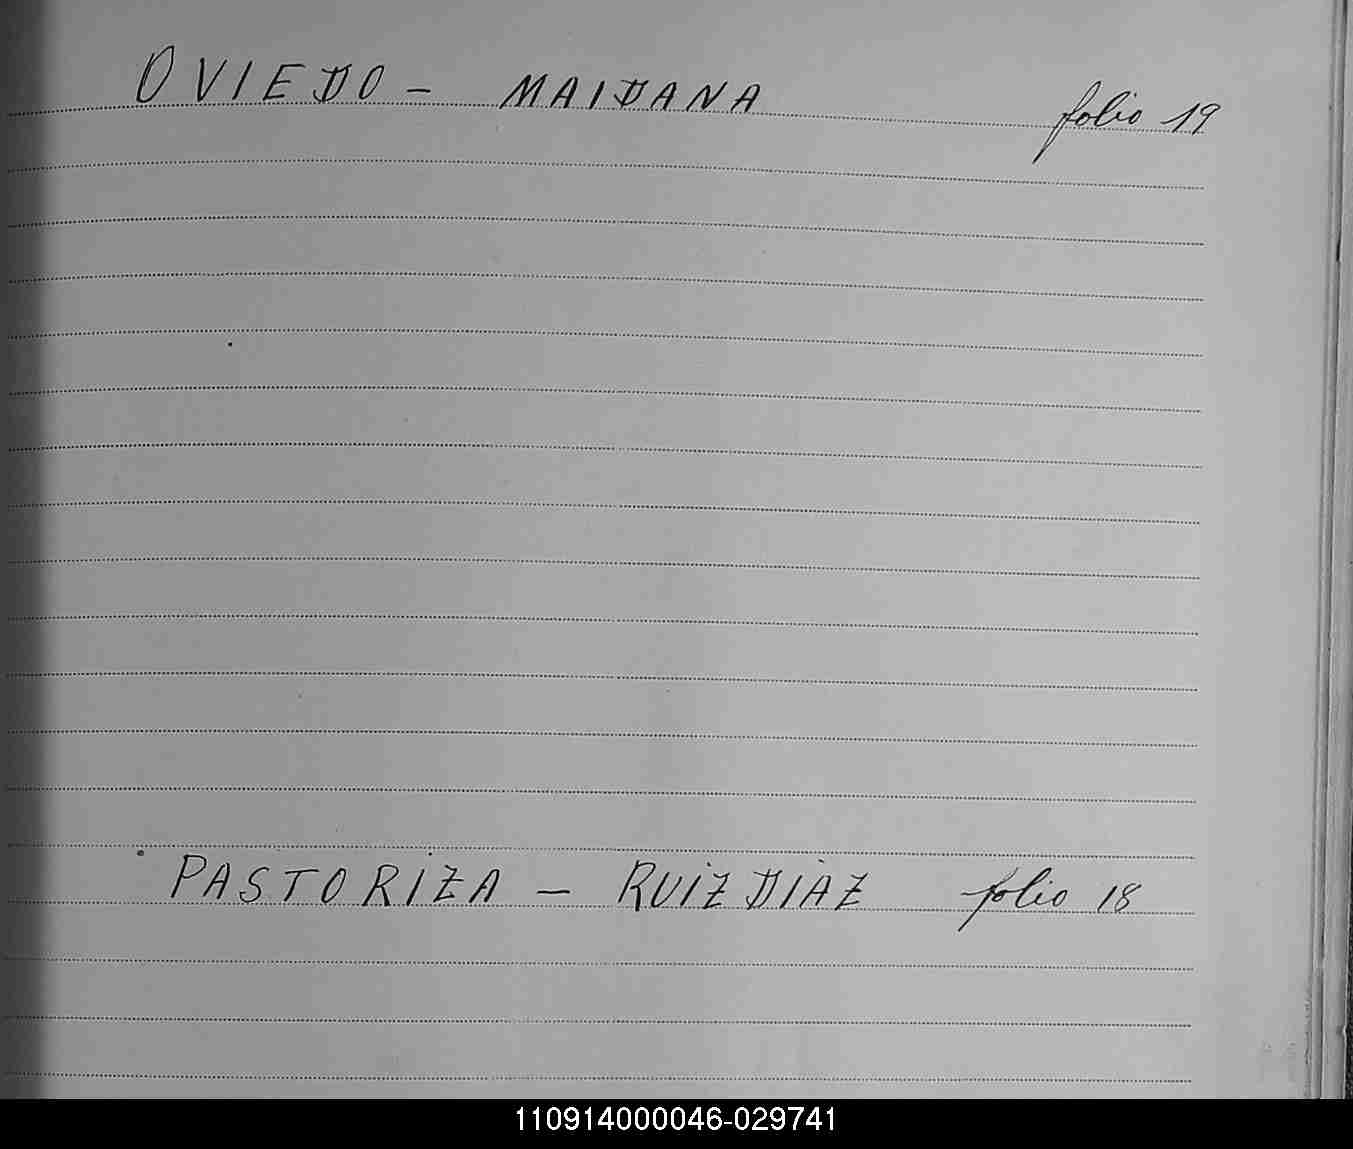 OVIEDO - MAIDANA folio 19
PASTORIZA - RUIZ DIAZ folio 18
110914000046-029741